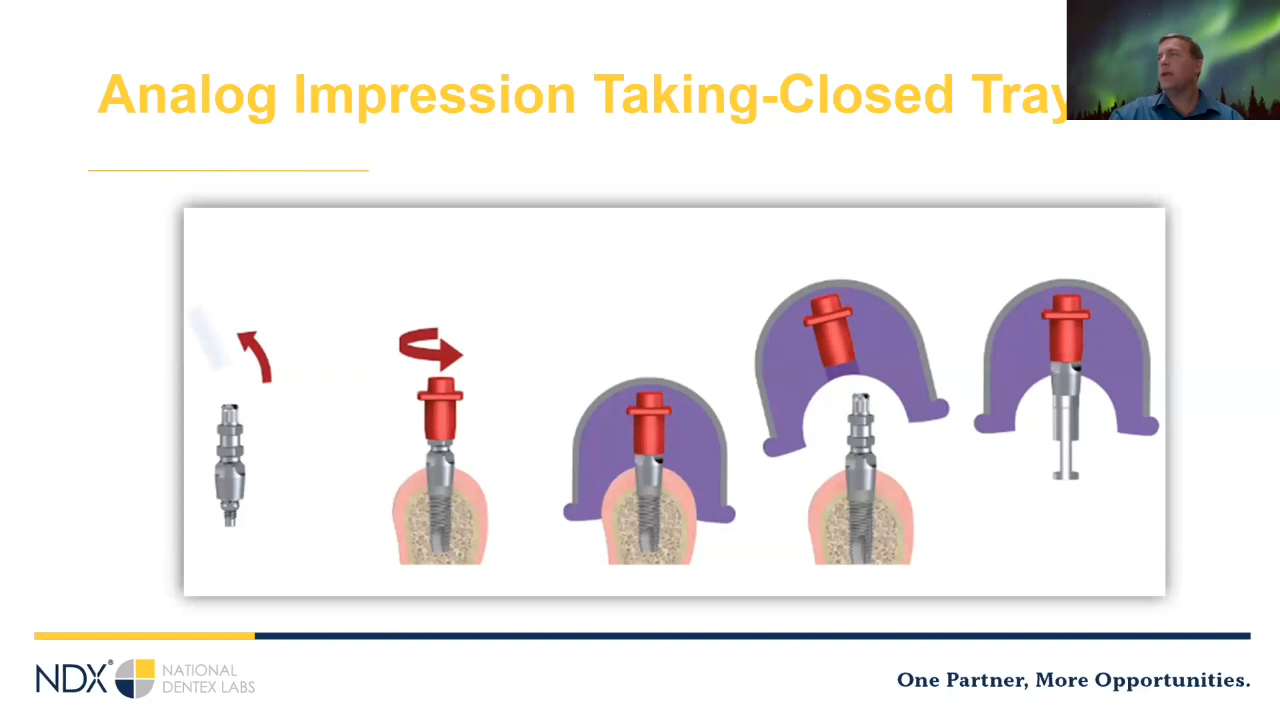 Analog Impression Taking-Closed Tray
NDX®
NATIONAL
DENTEX LABS
One Partner, More Opportunities.